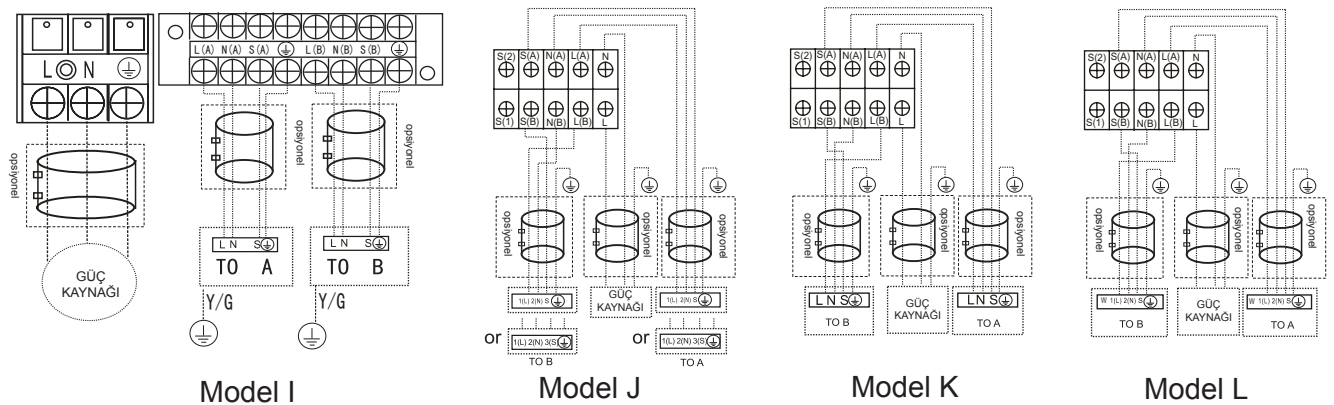 L N
opsiyonel
GÜÇ
KAYNAĞI
L(A) N(A) S(A) L(B) N(B) S(B)
opsiyonel
opsiyonel
L N S
TO A
L N S
TO B
Y/G
Y/G
Model I
S(2) S(A) N(A) L(A) N
S(1) S(B) N(B) L(B) L
opsiyonel
opsiyonel
opsiyonel
1(L) 2(N) S
GÜÇ
KAYNAĞI
1(L) 2(N) S
or
1(L) 2(N) 3(S)
TO B
or
1(L) 2(N) 3(S)
TO A
Model J
S(2) S(A) N(A) L(A) N
S(1) S(B) N(B) L(B) L
opsiyonel
opsiyonel
opsiyonel
L N S
TO B
GÜÇ
KAYNAĞI
L N S
TO A
Model K
S(2) S(A) N(A) L(A) N
S(1) S(B) N(B) L(B) L
opsiyonel
opsiyonel
opsiyonel
W 1(L) 2(N) S
TO B
GÜÇ
KAYNAĞI
W 1(L) 2(N) S
TO A
Model L